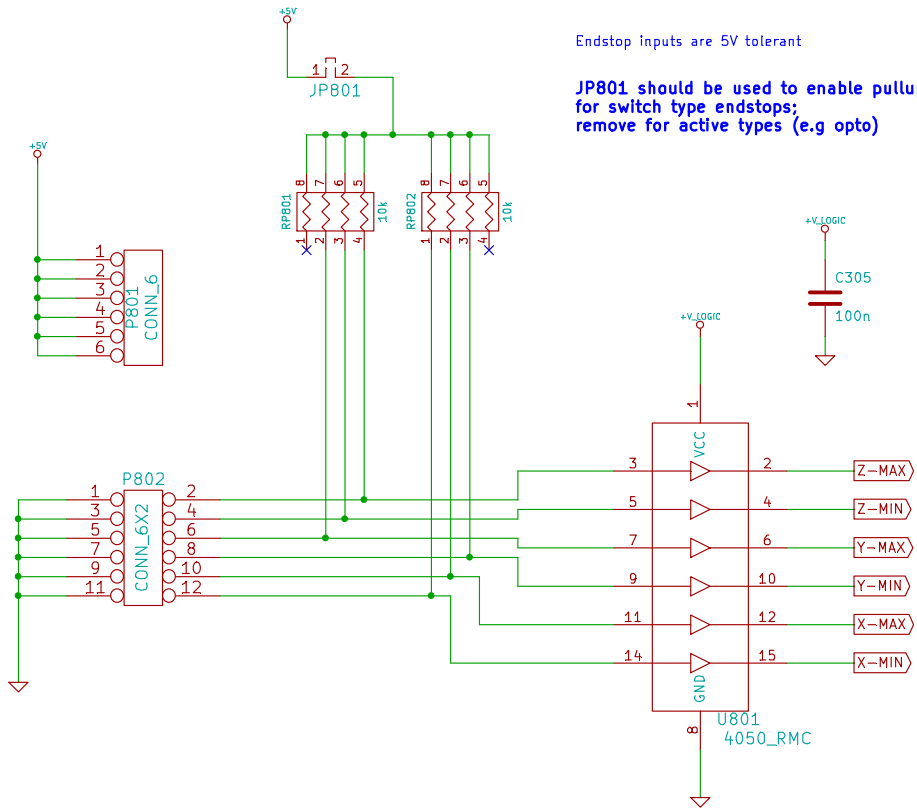 +5V
Endstop inputs are 5V tolerant
1 2
JP801
JP801 should be used to enable pullu
for switch type endstops;
remove for active types (e.g opto)
+5V
8 7 6 5
RP801
10k
1 2 3 4
8 7 6 5
RP802
10k
1 2 3 4
+V_LOGIC
C305
100n
1
2
3
4
5
6
P801
CONN_6
+V_LOGIC
1
VCC
P802
CONN_6X2
1 2
3 4
5 6
7 8
9 10
11 12
3 2 Z-MAX
5 4 Z-MIN
7 6 Y-MAX
9 10 Y-MIN
11 12 X-MAX
14 15 X-MIN
GND
8
U801
4050_RMC